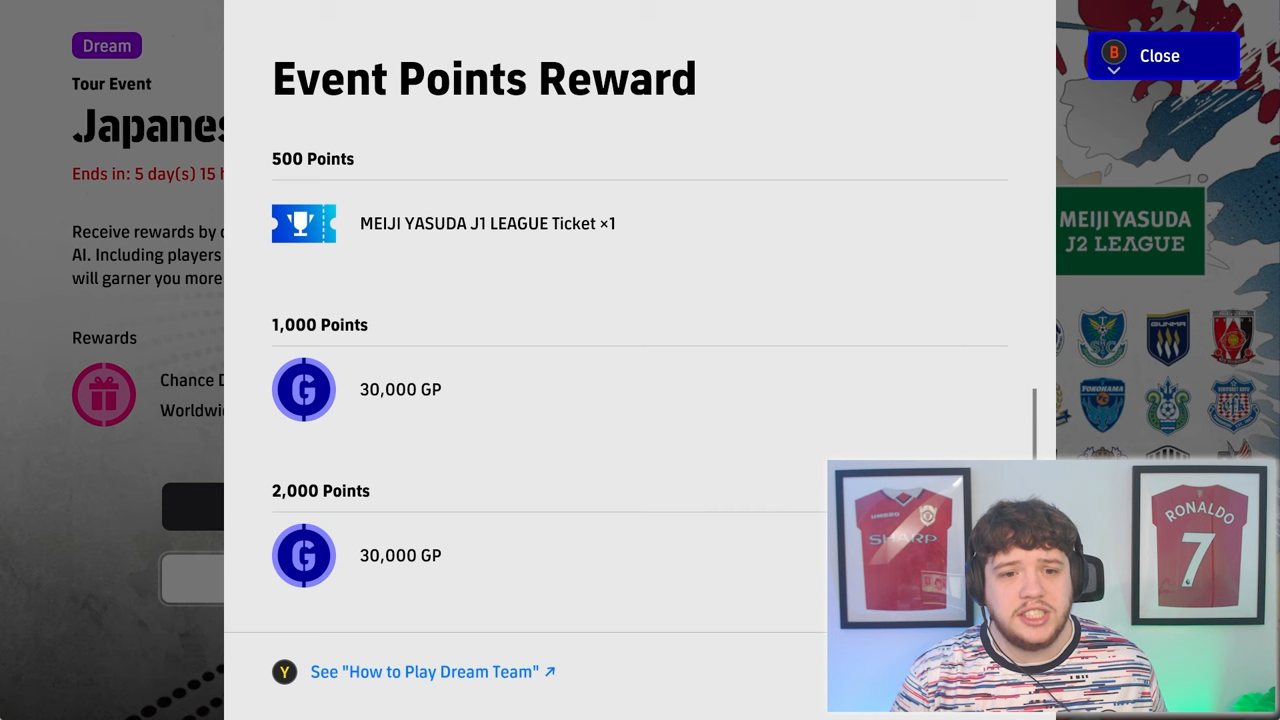 Dream
Tour Event
Japanes
Ends in: 5 day(s) 15 h
Receive rewards by c
AI. Including players
will garner you more
Rewards
Chance D
Worldwi
Event Points Reward
500 Points
MEIJI YASUDA J1 LEAGUE Ticket ×1
1,000 Points
G
30,000 GP
2,000 Points
G
30,000 GP
Y See "How to Play Dream Team" ↗
B Close
MEIJI YASUDA
J2 LEAGUE
GUNMA
YOKOHAMA
UMBRO
SHARP
RONALDO
7